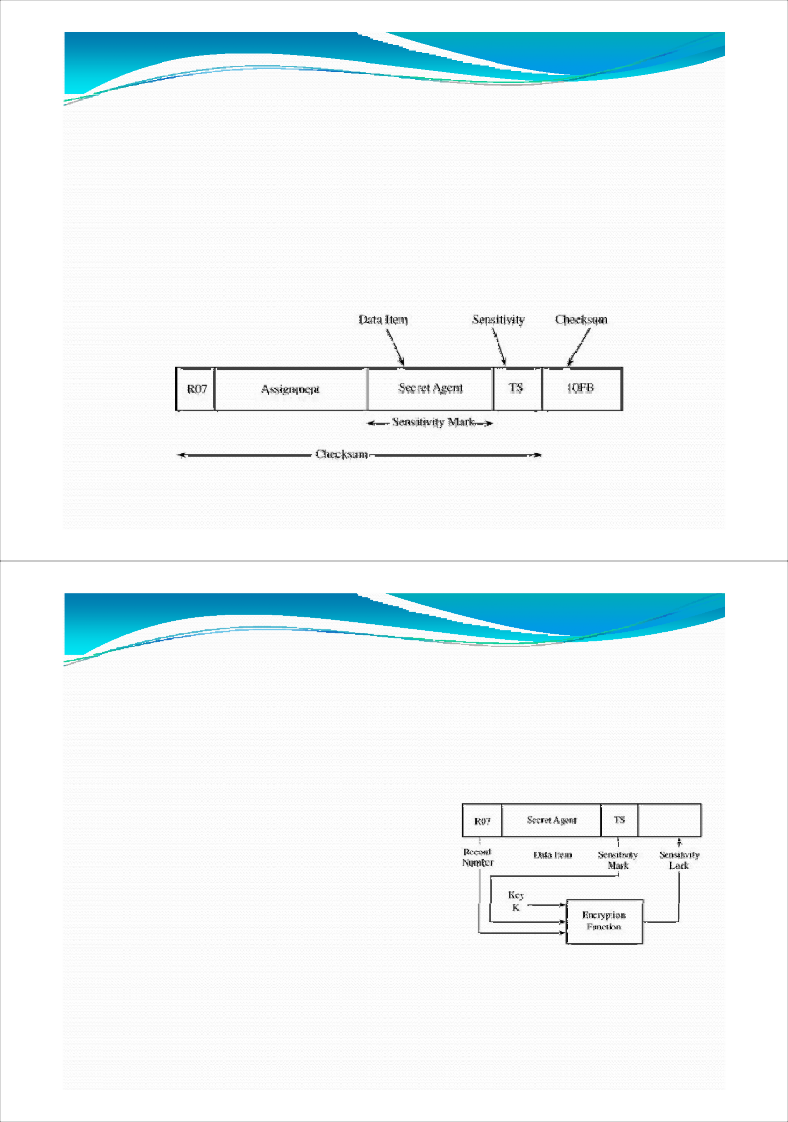 Data Item Sensitivity Checksum
R07 Assignment Secret Agent TS 10FB
Sensitivity Mark
Checksum
R07 Secret Agent TS
Record Number Data Item Sensitivity Mark Sensitivity Lock
Key K
Encryption Function